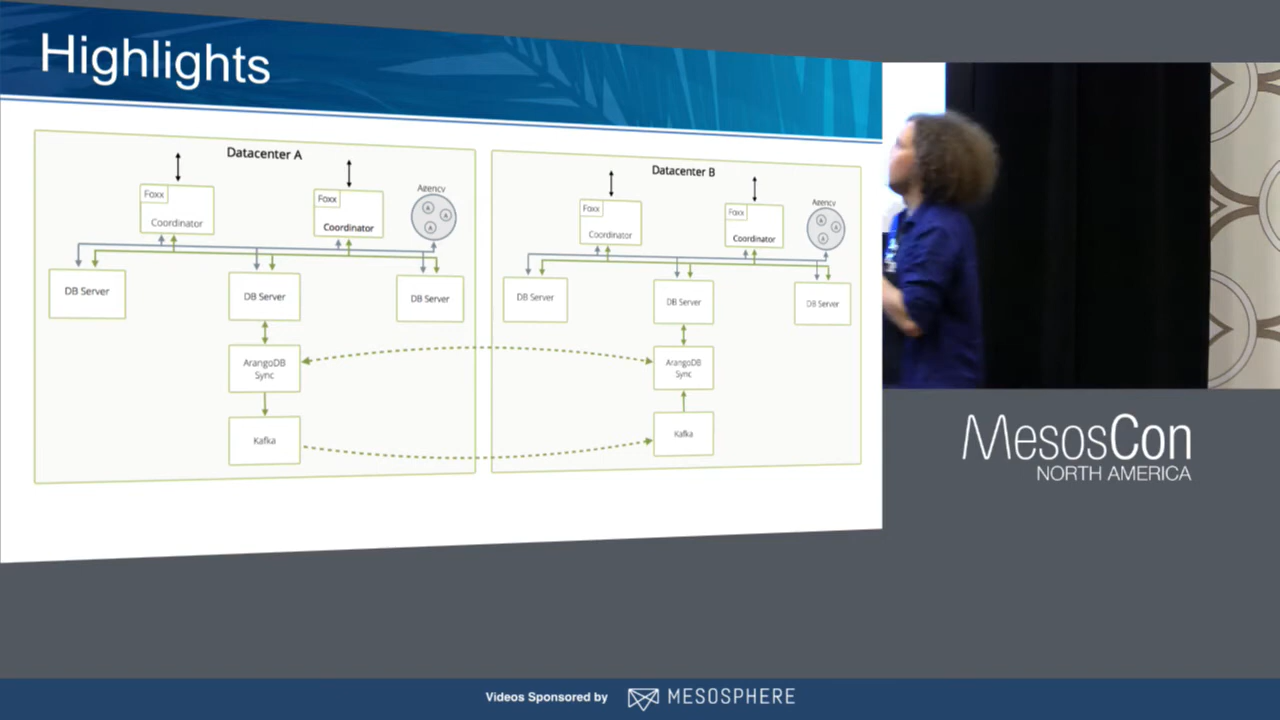 Highlights
Datacenter A
Foxx
Coordinator
Foxx
Coordinator
Agency
A
A
A
DB Server
DB Server
DB Server
ArangoDB
Sync
Kafka
Datacenter B
Foxx
Coordinator
Foxx
Coordinator
Agency
A
A
A
DB Server
DB Server
DB Server
ArangoDB
Sync
Kafka
MesosCon
NORTH AMERICA
Videos Sponsored by
MESOSPHERE